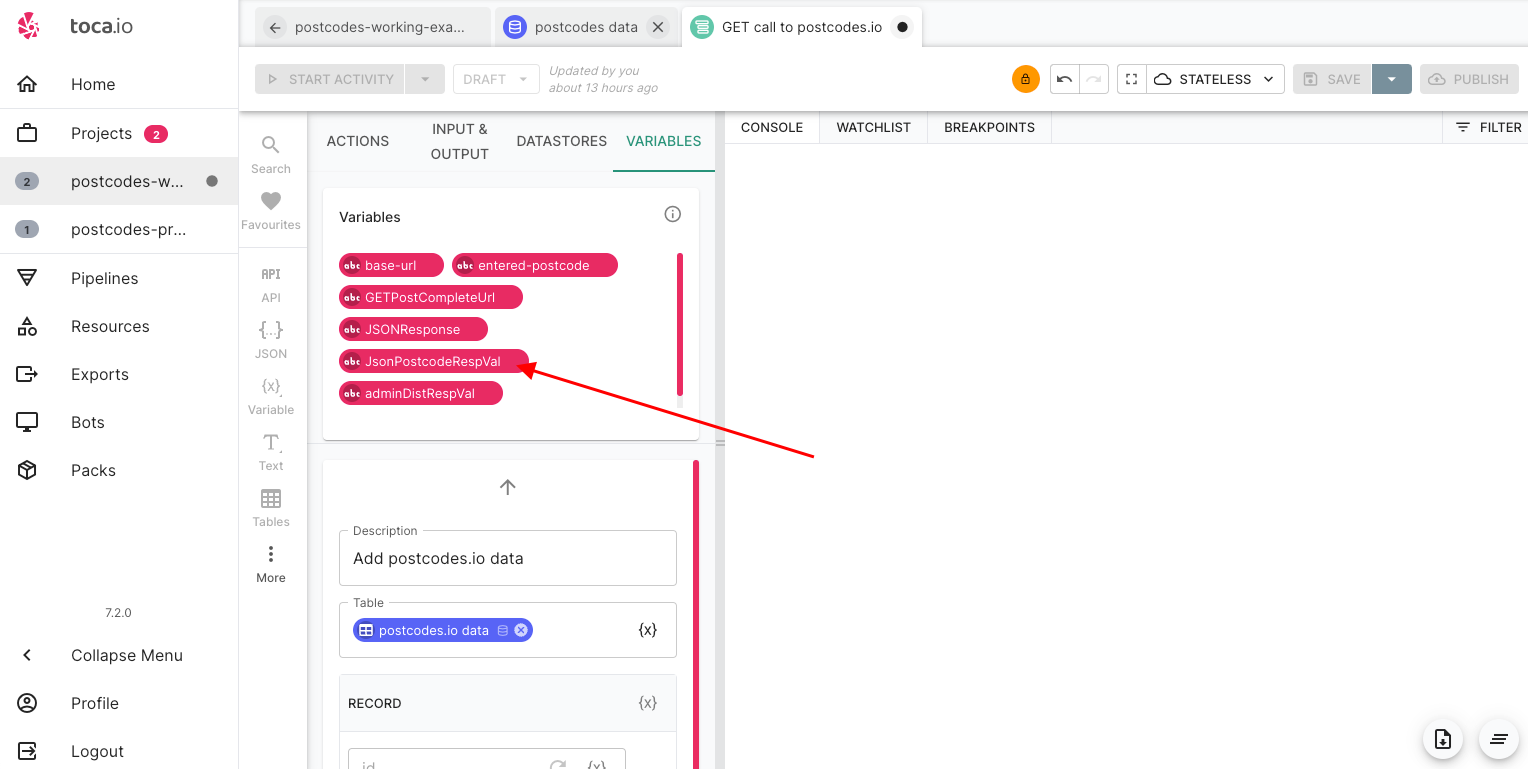 toca.io
Home
Projects 2
2 postcodes-w...
1 postcodes-pr...
Pipelines
Resources
Exports
Bots
Packs
7.2.0
Collapse Menu
Profile
Logout
postcodes-working-exa...
postcodes data
GET call to postcodes.io
START ACTIVITY
DRAFT
Updated by you
about 13 hours ago
STATELESS
SAVE
PUBLISH
Search
Favourites
API
API
{...}
JSON
{x}
Variable
T
Text
Tables
More
ACTIONS
INPUT &
OUTPUT
DATASTORES
VARIABLES
Variables
abc base-url
abc entered-postcode
abc GETPostCompleteUrl
abc JSONResponse
abc JsonPostcodeRespVal
abc adminDistRespVal
Description
Add postcodes.io data
Table
postcodes.io data
{x}
RECORD
{x}
id
{x}
CONSOLE
WATCHLIST
BREAKPOINTS
FILTER